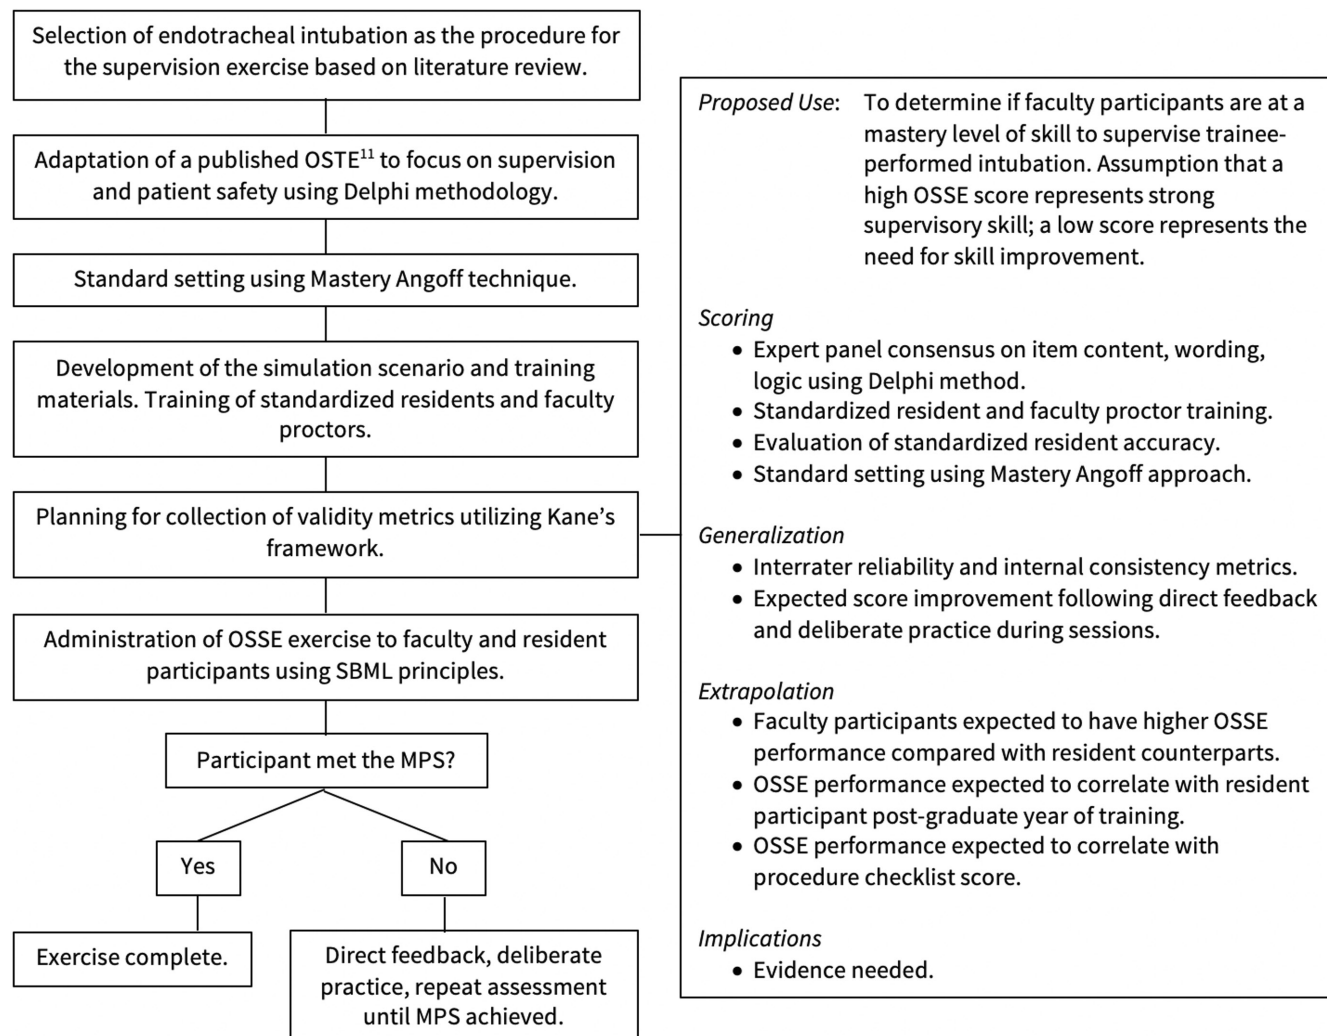 Selection of endotracheal intubation as the procedure for
the supervision exercise based on literature review.
Adaptation of a published OSTE¹¹ to focus on supervision
and patient safety using Delphi methodology.
Standard setting using Mastery Angoff technique.
Development of the simulation scenario and training
materials. Training of standardized residents and faculty
proctors.
Planning for collection of validity metrics utilizing Kane's
framework.
Administration of OSSE exercise to faculty and resident
participants using SBML principles.
Participant met the MPS?
Yes
No
Exercise complete.
Direct feedback, deliberate
practice, repeat assessment
until MPS achieved.
Proposed Use: To determine if faculty participants are at a
mastery level of skill to supervise trainee-
performed intubation. Assumption that a
high OSSE score represents strong
supervisory skill; a low score represents the
need for skill improvement.
Scoring
• Expert panel consensus on item content, wording,
logic using Delphi method.
• Standardized resident and faculty proctor training.
• Evaluation of standardized resident accuracy.
• Standard setting using Mastery Angoff approach.
Generalization
• Interrater reliability and internal consistency metrics.
• Expected score improvement following direct feedback
and deliberate practice during sessions.
Extrapolation
• Faculty participants expected to have higher OSSE
performance compared with resident counterparts.
• OSSE performance expected to correlate with resident
participant post-graduate year of training.
• OSSE performance expected to correlate with
procedure checklist score.
Implications
• Evidence needed.